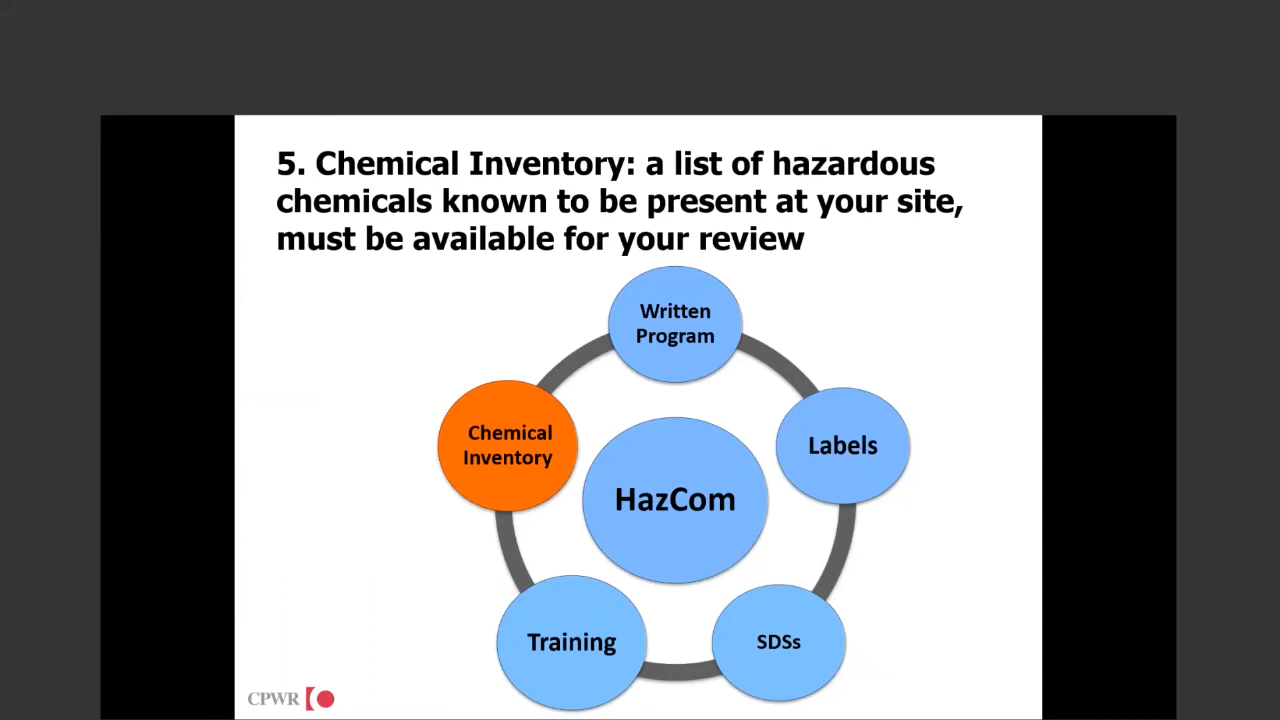 5. Chemical Inventory: a list of hazardous
chemicals known to be present at your site,
must be available for your review
Written
Program
Chemical
Inventory
Labels
HazCom
Training
SDSs
CPWR